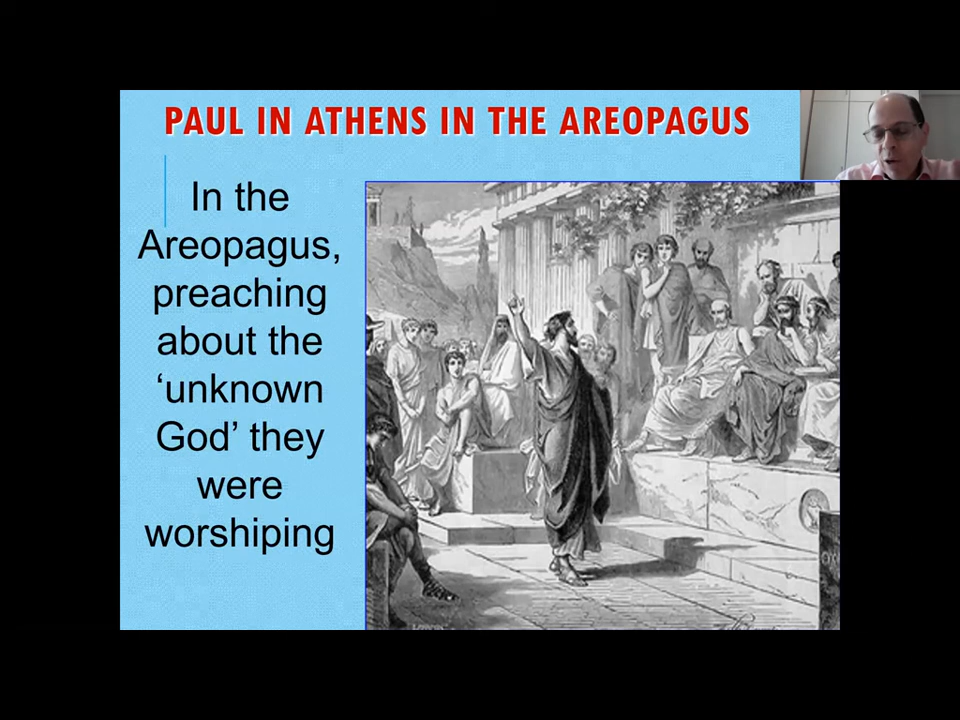 PAUL IN ATHENS IN THE AREOPAGUS
In the
Areopagus,
preaching
about the
‘unknown
God’ they
were
worshiping